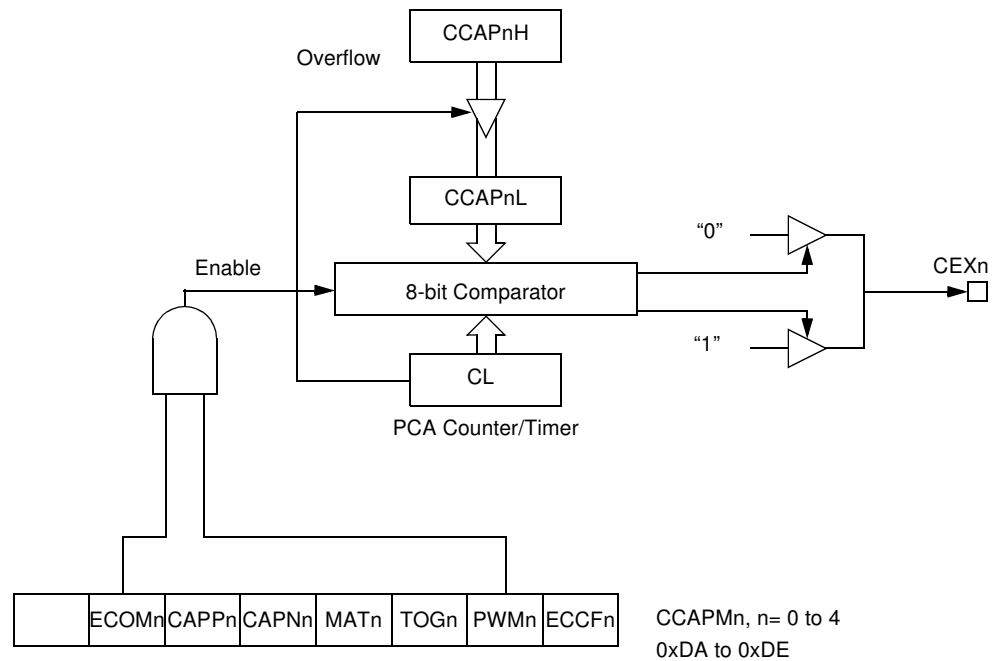 CCAPnH
Overflow
CCAPnL
“0”
Enable
CEXn
8-bit Comparator
“1”
CL
PCA Counter/Timer
ECOMn CAPPn CAPNn MATn TOGn PWMn ECCFn
CCAPMn, n= 0 to 4
0xDA to 0xDE